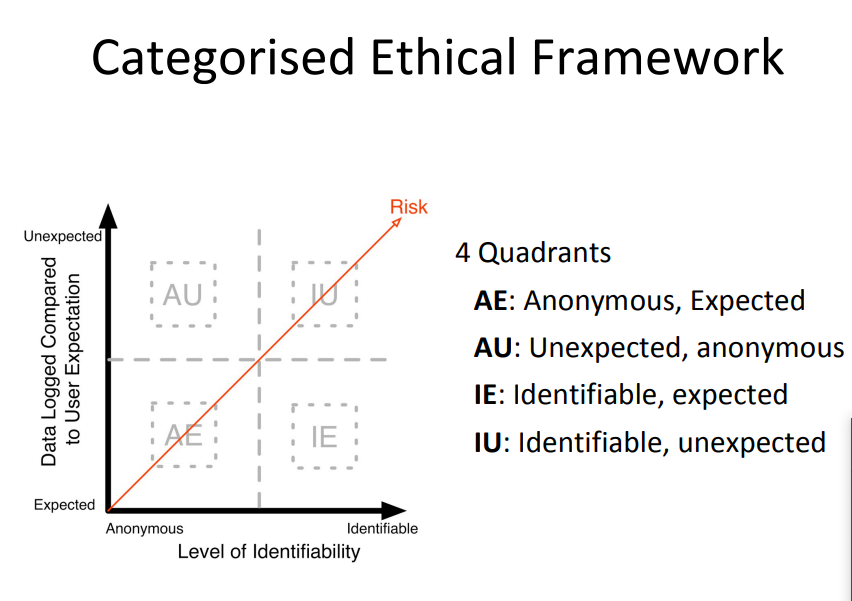 Categorised Ethical Framework
Risk
Unexpected
Data Logged Compared
to User Expectation
AU
IU
AE
IE
Expected
Anonymous
Identifiable
Level of Identifiability
4 Quadrants
AE: Anonymous, Expected
AU: Unexpected, anonymous
IE: Identifiable, expected
IU: Identifiable, unexpected